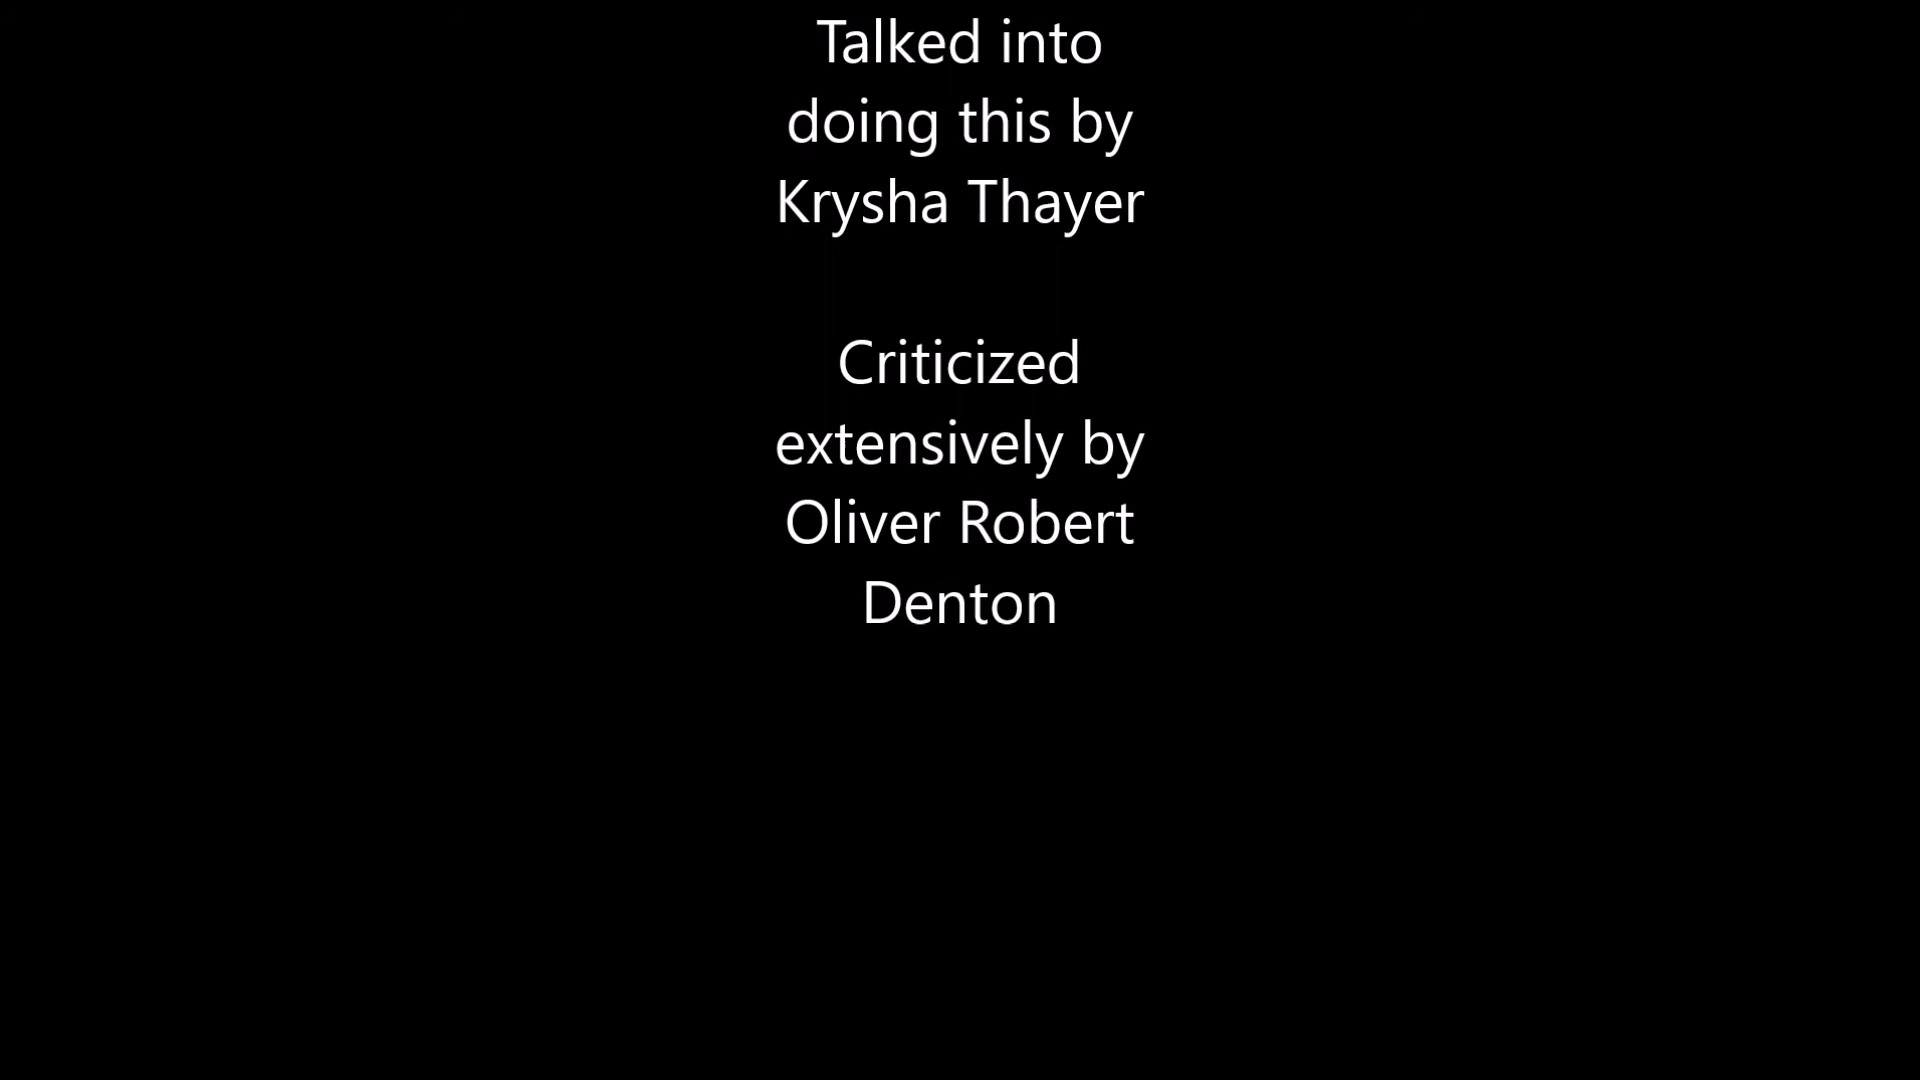 Talked into
doing this by
Krysha Thayer
Criticized
extensively by
Oliver Robert
Denton